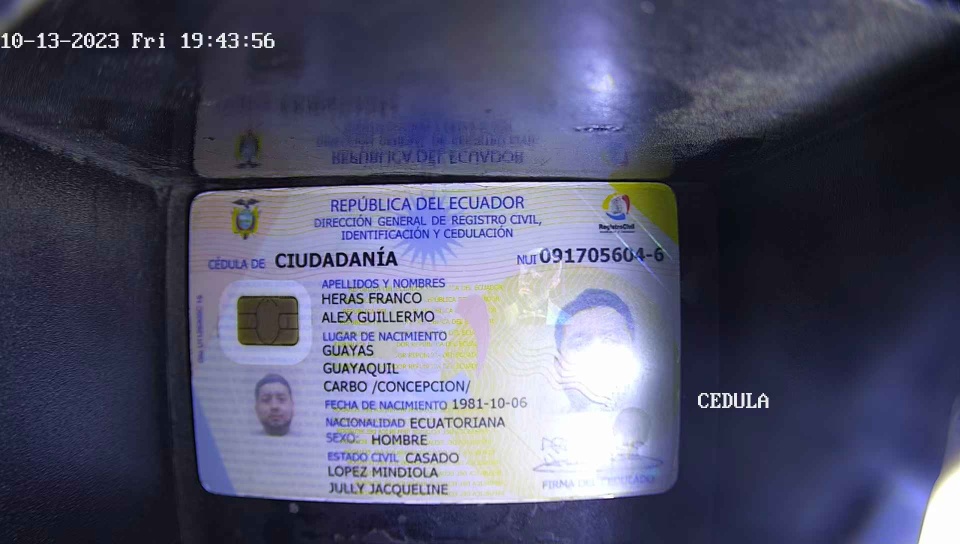 10-13-2023 Fri 19:43:56
REPÚBLICA DEL ECUADOR
REPÚBLICA DEL ECUADOR
DIRECCIÓN GENERAL DE REGISTRO CIVIL,
IDENTIFICACIÓN Y CEDULACIÓN
RegistroCivil
CÉDULA DE CIUDADANÍA
NUI 091705604-6
APELLIDOS Y NOMBRES
HERAS FRANCO
ALEX GUILLERMO
LUGAR DE NACIMIENTO
GUAYAS
GUAYAQUIL
CARBO /CONCEPCION/
FECHA DE NACIMIENTO 1981-10-06
NACIONALIDAD ECUATORIANA
SEXO: HOMBRE
ESTADO CIVIL CASADO
LOPEZ MINDIOLA
JULLY JACQUELINE
FIRMA DEL CEDULADO
CEDULA